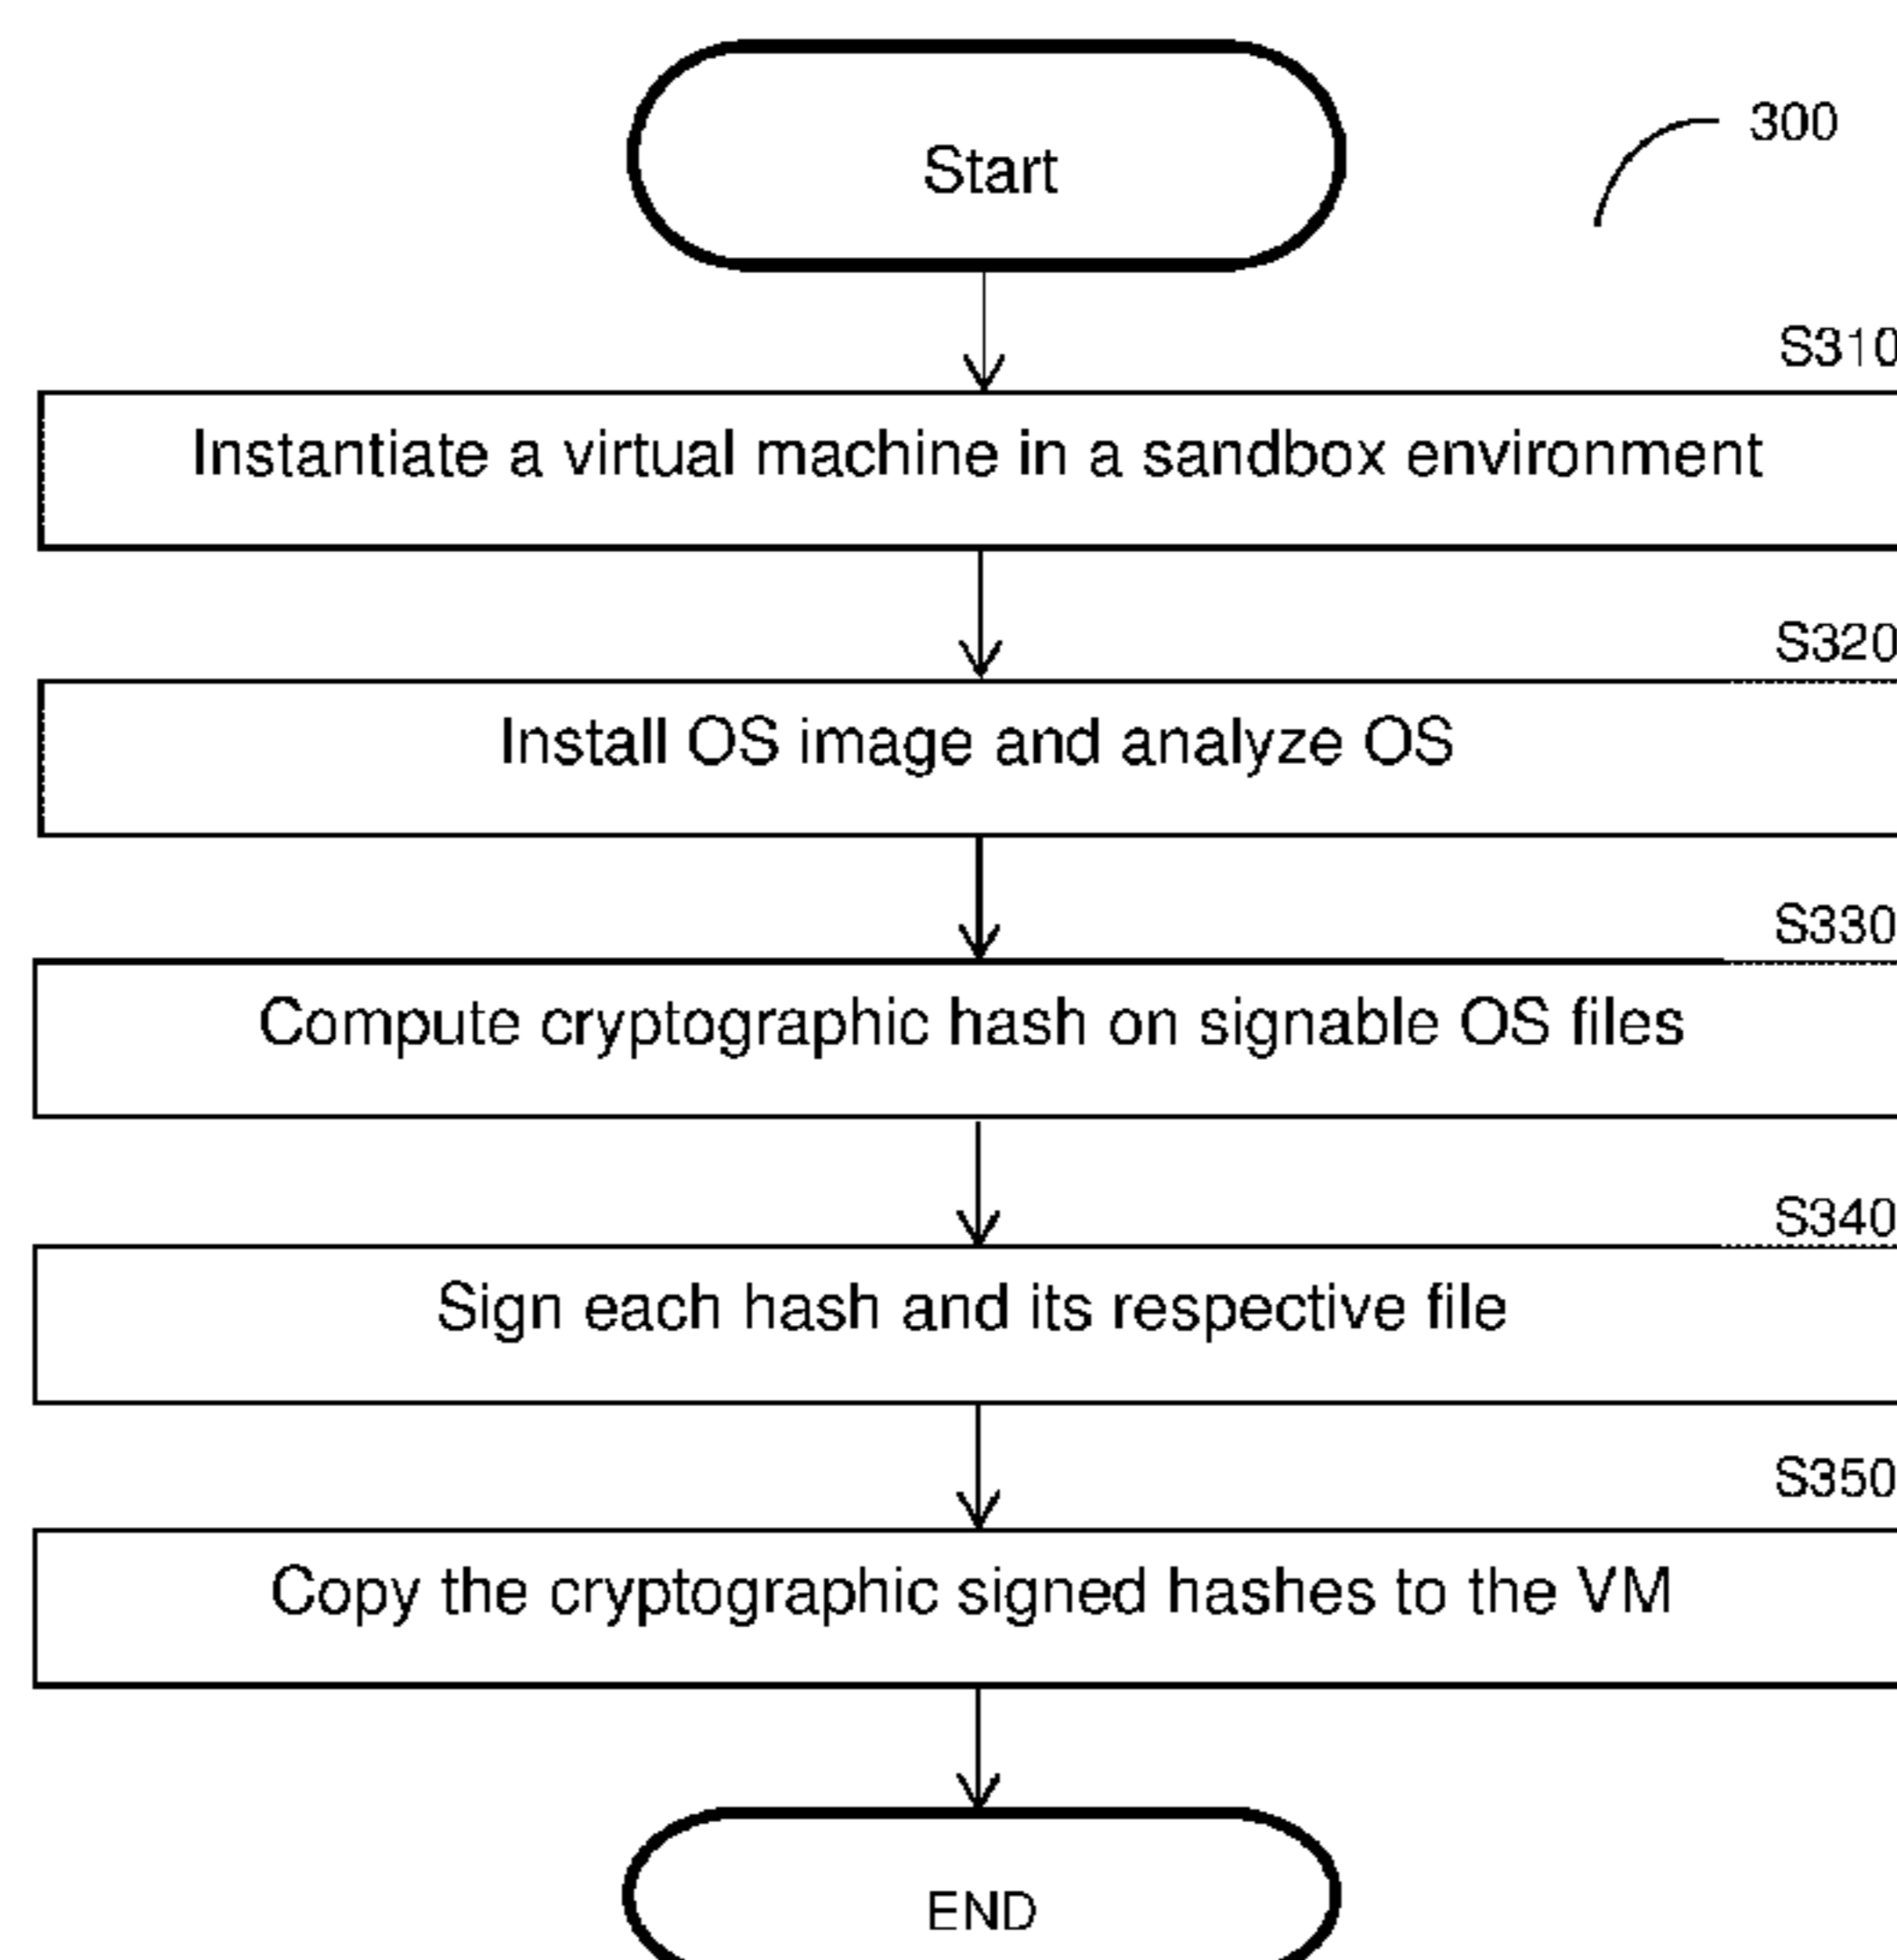 Start
300
S310
Instantiate a virtual machine in a sandbox environment
S320
Install OS image and analyze OS
S330
Compute cryptographic hash on signable OS files
S340
Sign each hash and its respective file
S350
Copy the cryptographic signed hashes to the VM
END